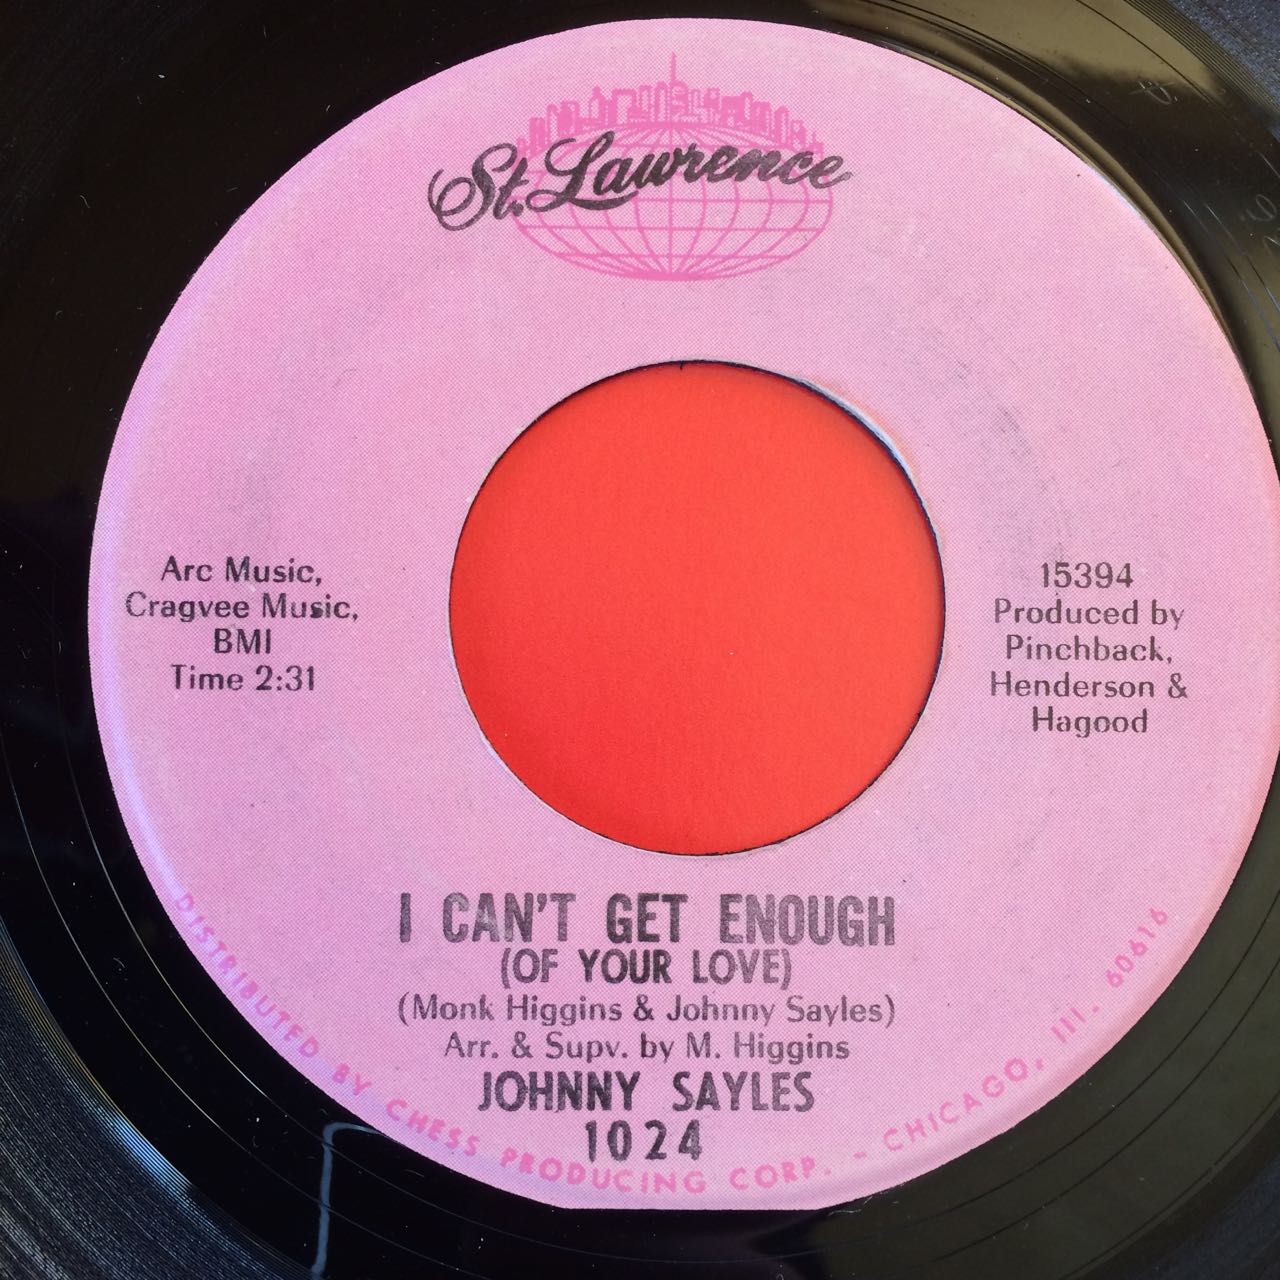 St. Lawrence
Arc Music,
Cragvee Music,
BMI
Time 2:31
15394
Produced by
Pinchback,
Henderson &
Hagood
I CAN'T GET ENOUGH
(OF YOUR LOVE)
(Monk Higgins & Johnny Sayles)
Arr. & Supv. by M. Higgins
JOHNNY SAYLES
1024
DISTRIBUTED BY CHESS PRODUCING CORP. - CHICAGO, Ill. 60616